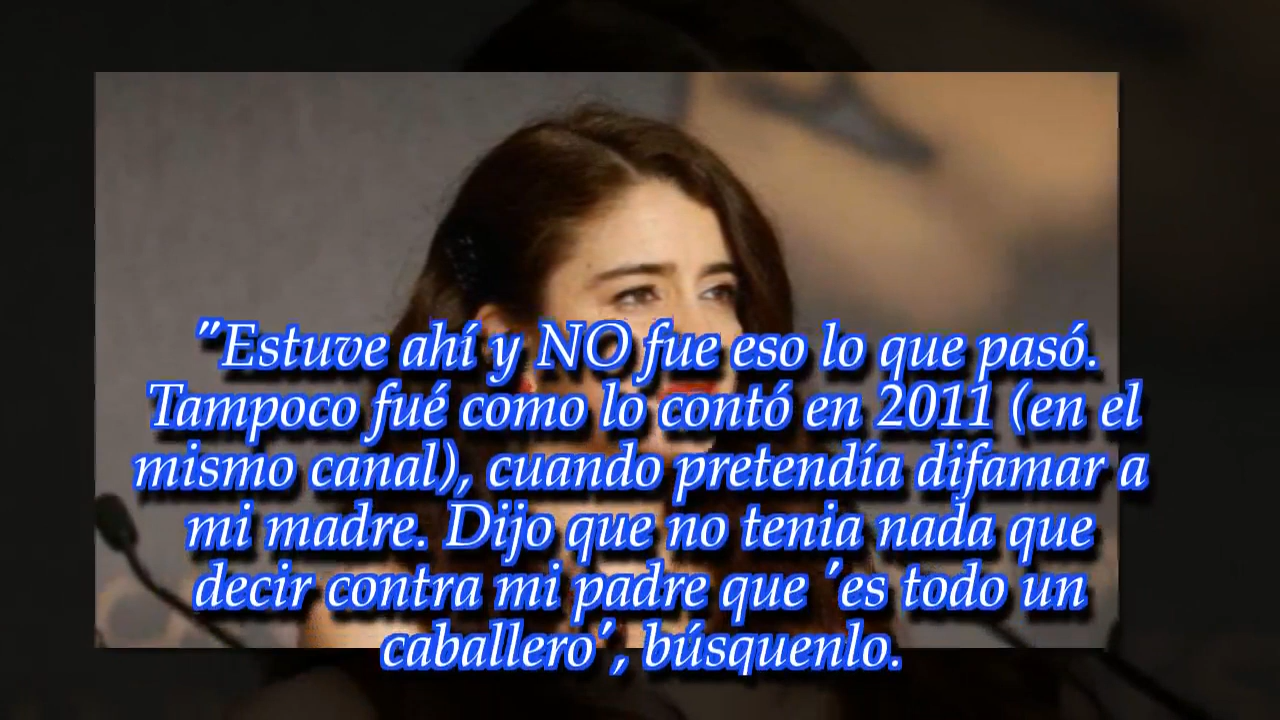 "Estuve ahí y NO fue eso lo que pasó.
Tampoco fué como lo contó en 2011 (en el
mismo canal), cuando pretendía difamar a
mi madre. Dijo que no tenia nada que
decir contra mi padre que 'es todo un
caballero', búsquenlo.